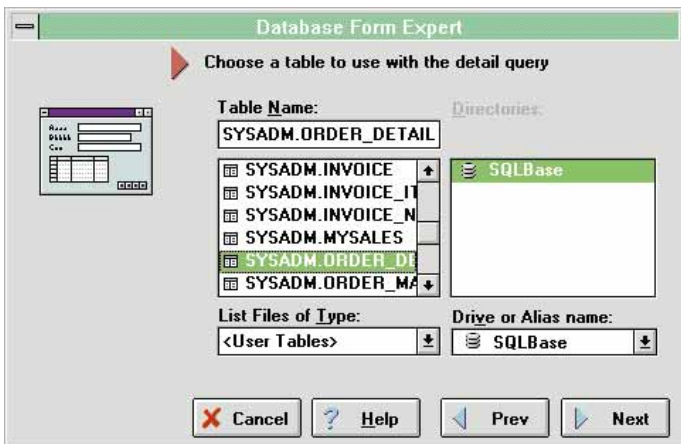 Database Form Expert
Choose a table to use with the detail query
Table Name:
Directories:
SYSADM.ORDER_DETAIL
SYSADM.INVOICE
SYSADM.INVOICE_IT
SYSADM.INVOICE_N
SYSADM.MYSALES
SYSADM.ORDER_DE
SYSADM.ORDER_MA
SQLBase
List Files of Type:
Drive or Alias name:
<User Tables>
SQLBase
Cancel
? Help
Prev
Next